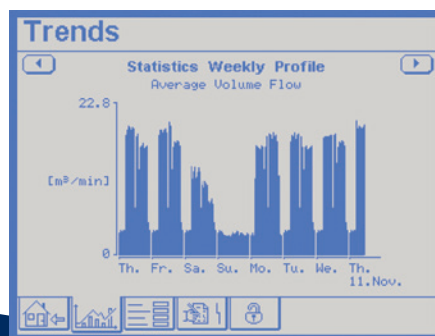 Trends
Statistics Weekly Profile
Average Volume Flow
22.8
[m³/min]
0
Th. Fr. Sa. Su. Mo. Tu. We. Th.
11.Nov.